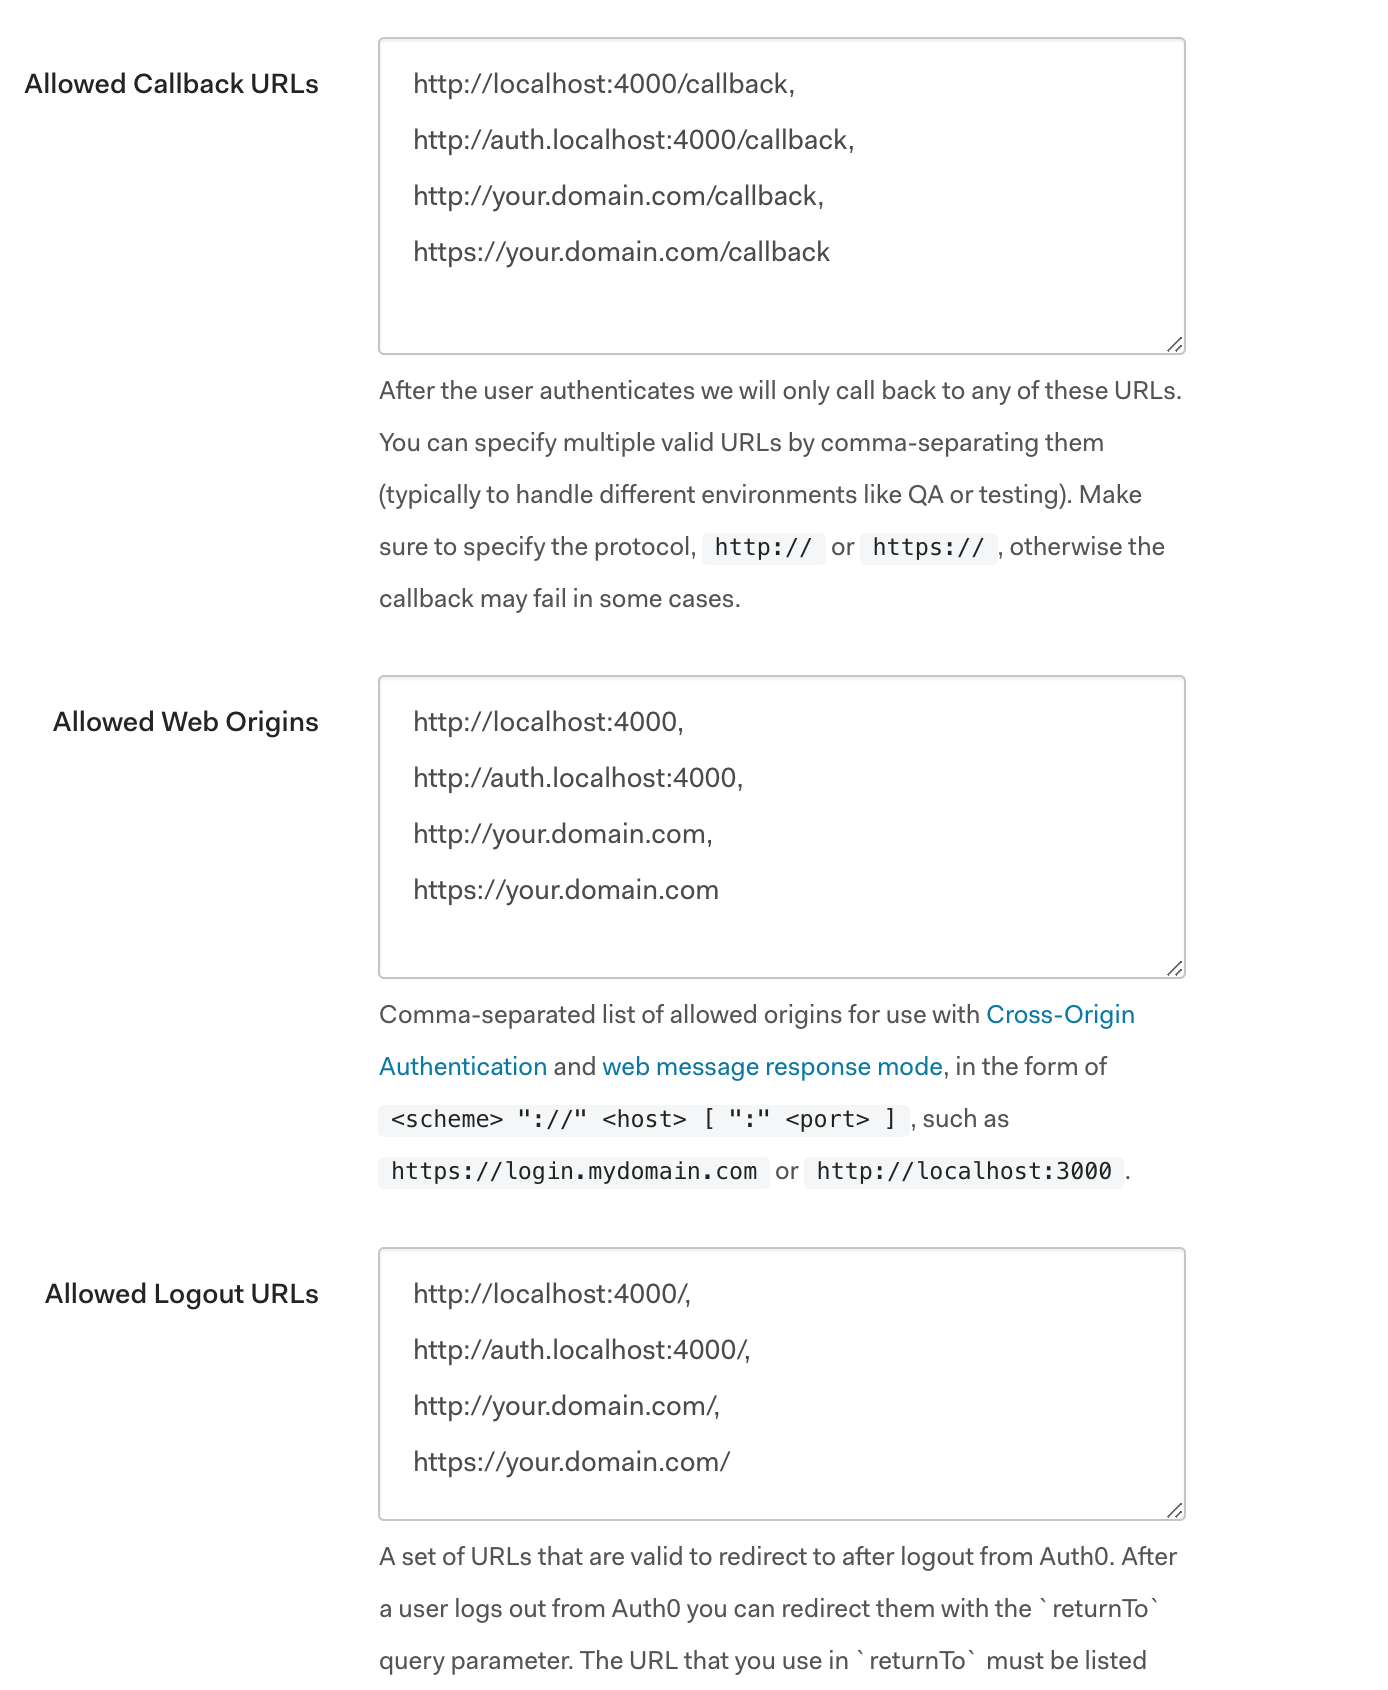 Allowed Callback URLs
http://localhost:4000/callback,
http://auth.localhost:4000/callback,
http://your.domain.com/callback,
https://your.domain.com/callback
After the user authenticates we will only call back to any of these URLs.
You can specify multiple valid URLs by comma-separating them
(typically to handle different environments like QA or testing). Make
sure to specify the protocol, http:// or https:// , otherwise the
callback may fail in some cases.
Allowed Web Origins
http://localhost:4000,
http://auth.localhost:4000,
http://your.domain.com,
https://your.domain.com
Comma-separated list of allowed origins for use with Cross-Origin
Authentication and web message response mode, in the form of
<scheme> "://" <host> [ ":" <port> ] , such as
https://login.mydomain.com or http://localhost:3000 .
Allowed Logout URLs
http://localhost:4000/,
http://auth.localhost:4000/,
http://your.domain.com/,
https://your.domain.com/
A set of URLs that are valid to redirect to after logout from Auth0. After
a user logs out from Auth0 you can redirect them with the `returnTo`
query parameter. The URL that you use in `returnTo` must be listed